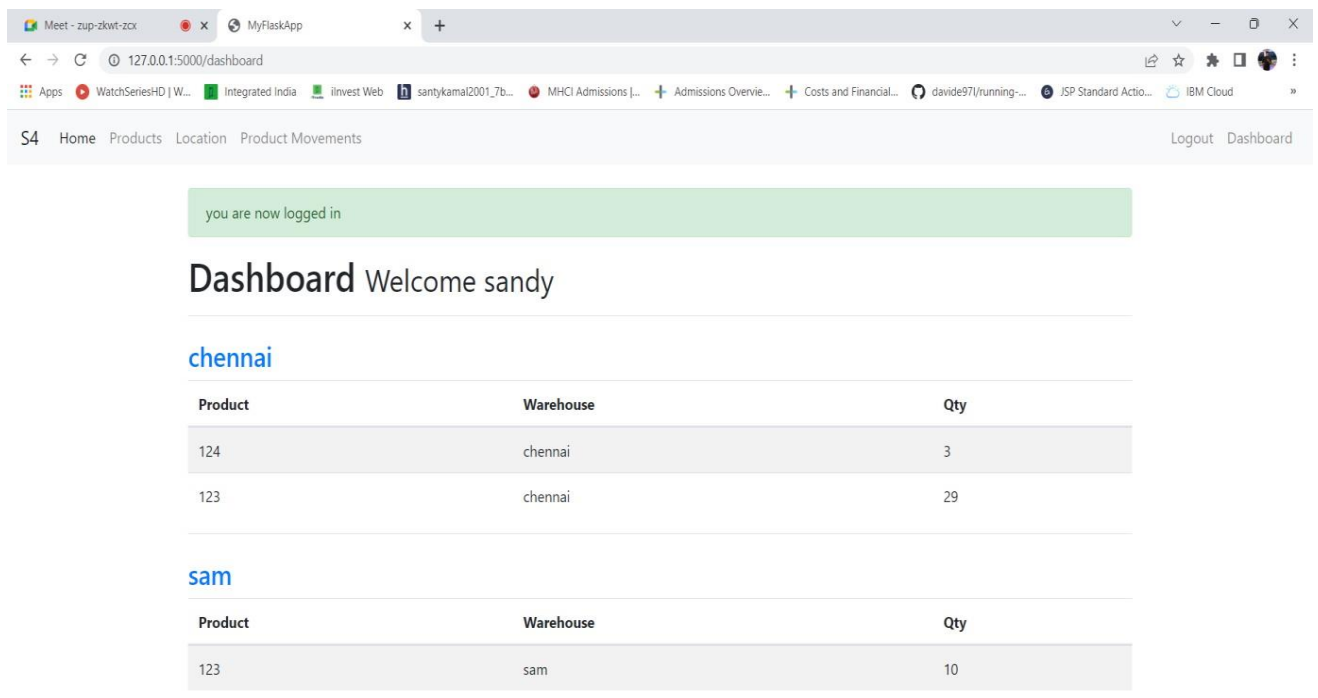 Meet - zup-zkwt-zcx MyFlaskApp
127.0.0.1:5000/dashboard
Apps WatchSeriesHD | W... Integrated India iInvest Web santykamal2001_7b... MHCI Admissions |... Admissions Overvie... Costs and Financial... davide97l/running-... JSP Standard Actio... IBM Cloud »
S4 Home Products Location Product Movements Logout Dashboard
you are now logged in
Dashboard Welcome sandy
chennai
Product Warehouse Qty
124 chennai 3
123 chennai 29
sam
Product Warehouse Qty
123 sam 10